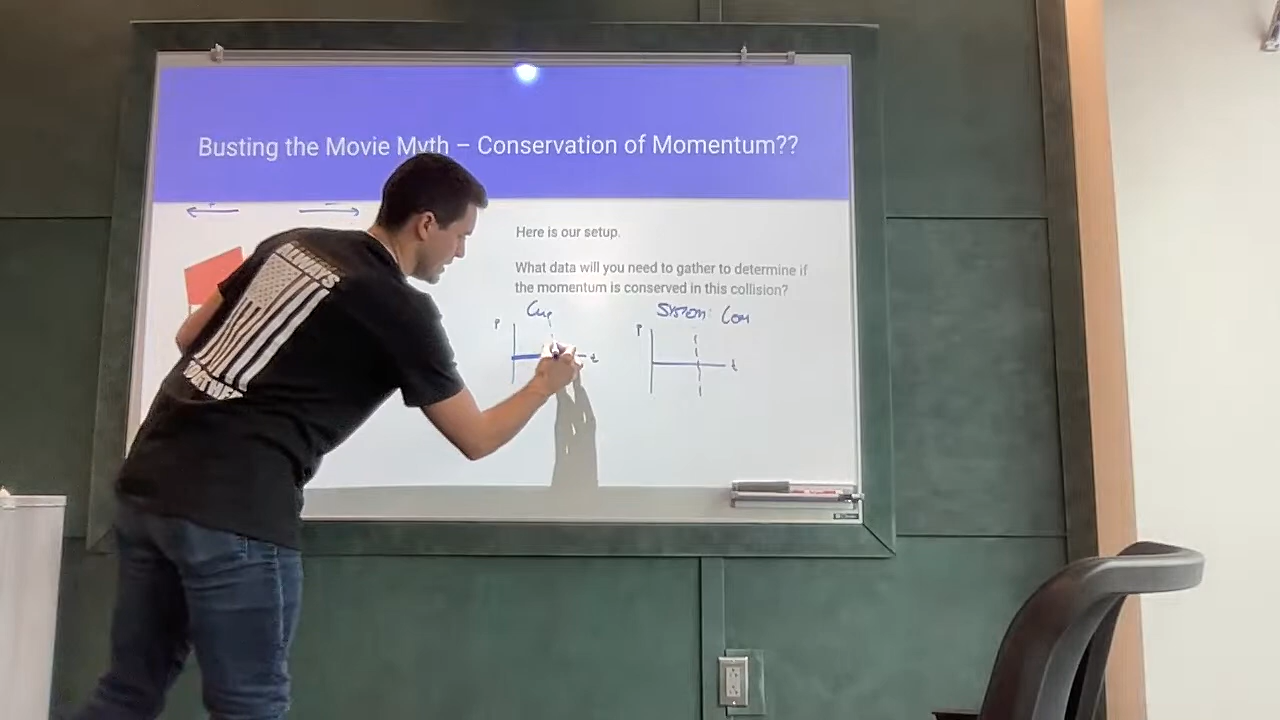 Busting the Movie Myth – Conservation of Momentum??
Here is our setup.
What data will you need to gather to determine if
the momentum is conserved in this collision?
Cup
System: Com
P
t
P
t